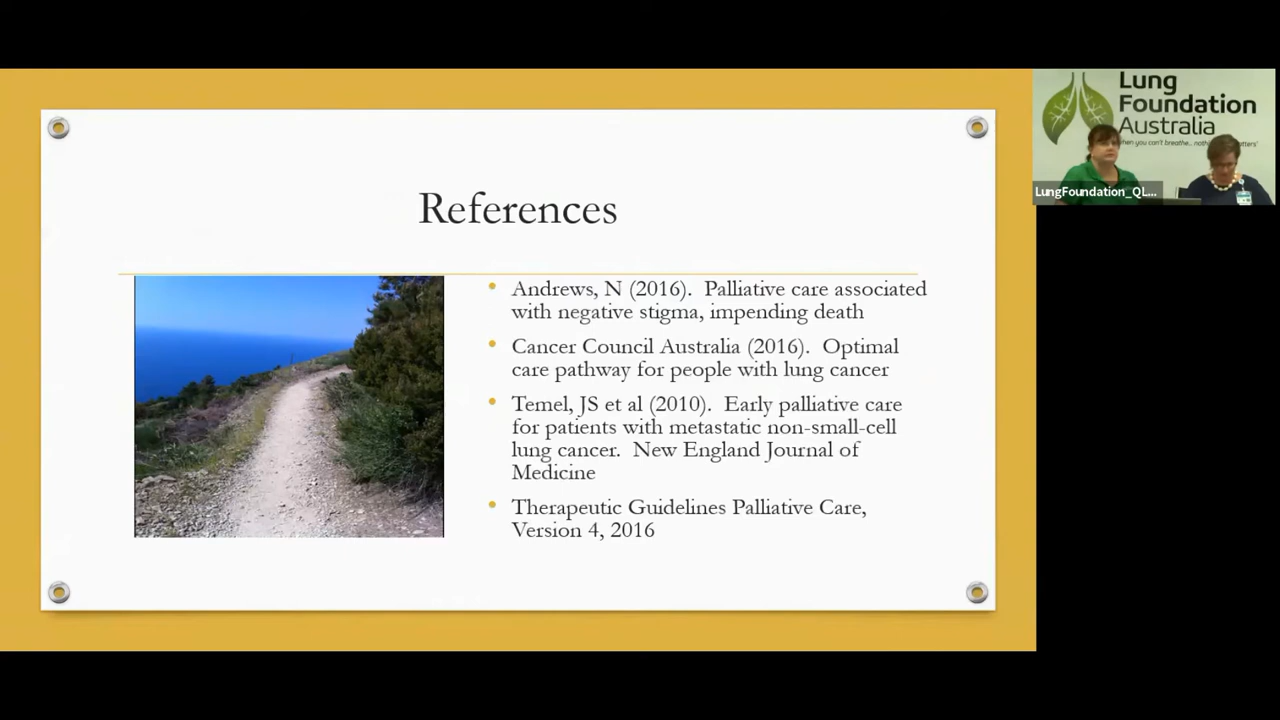 References
Andrews, N (2016). Palliative care associated
with negative stigma, impending death
Cancer Council Australia (2016). Optimal
care pathway for people with lung cancer
Temel, JS et al (2010). Early palliative care
for patients with metastatic non-small-cell
lung cancer. New England Journal of
Medicine
Therapeutic Guidelines Palliative Care,
Version 4, 2016
Lung
Foundation
Australia
when you can't breathe...
LungFoundation_QL...